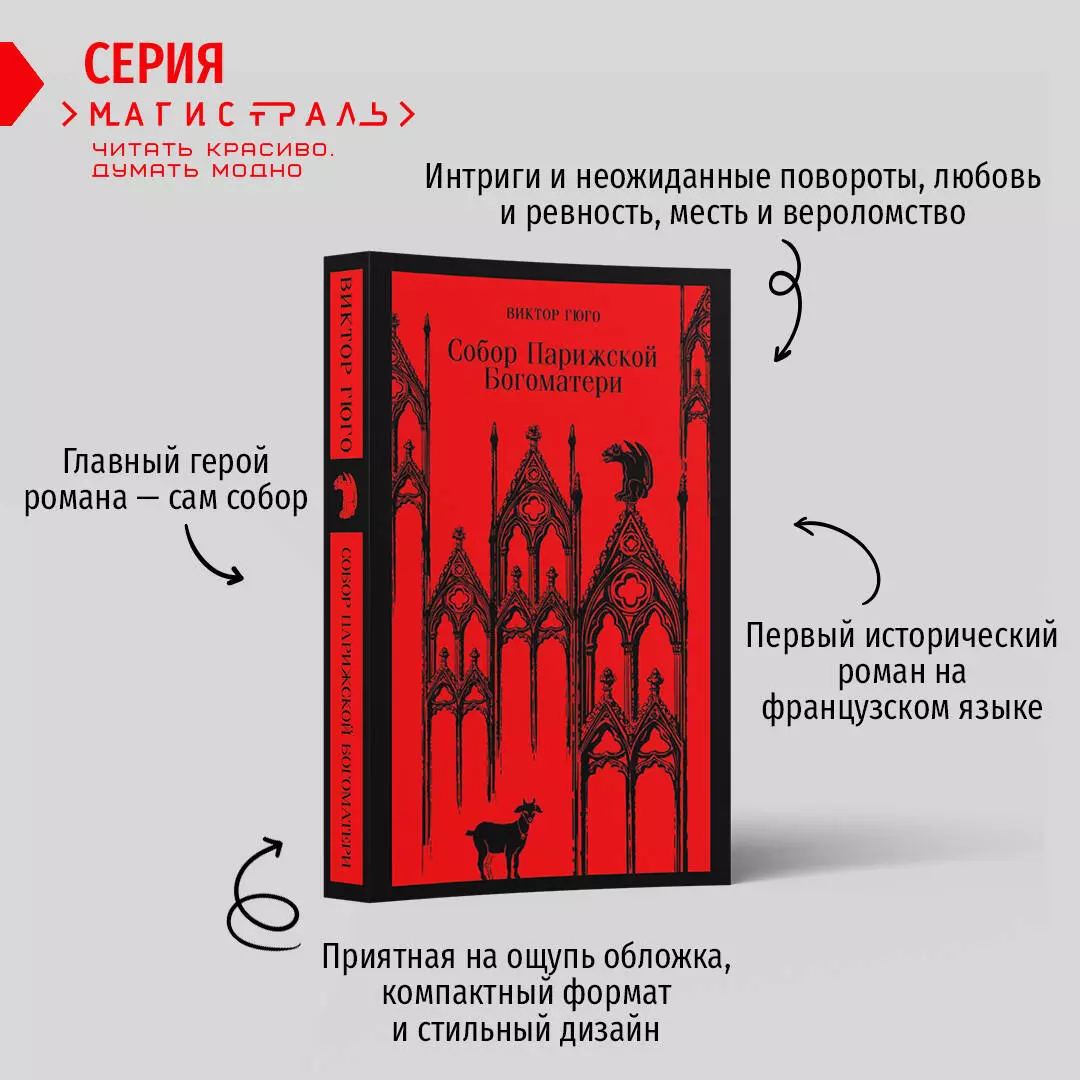 СЕРИЯ
МАГИСТРАЛЬ
ЧИТАТЬ КРАСИВО.
ДУМАТЬ МОДНО
Интриги и неожиданные повороты, любовь
и ревность, месть и вероломство
ВИКТОР ГЮГО
Собор Парижской
Богоматери
ВИКТОР ГЮГО
СОБОР ПАРИЖСКОЙ БОГОМАТЕРИ
Главный герой
романа — сам собор
Первый исторический
роман на
французском языке
Приятная на ощупь обложка,
компактный формат
и стильный дизайн